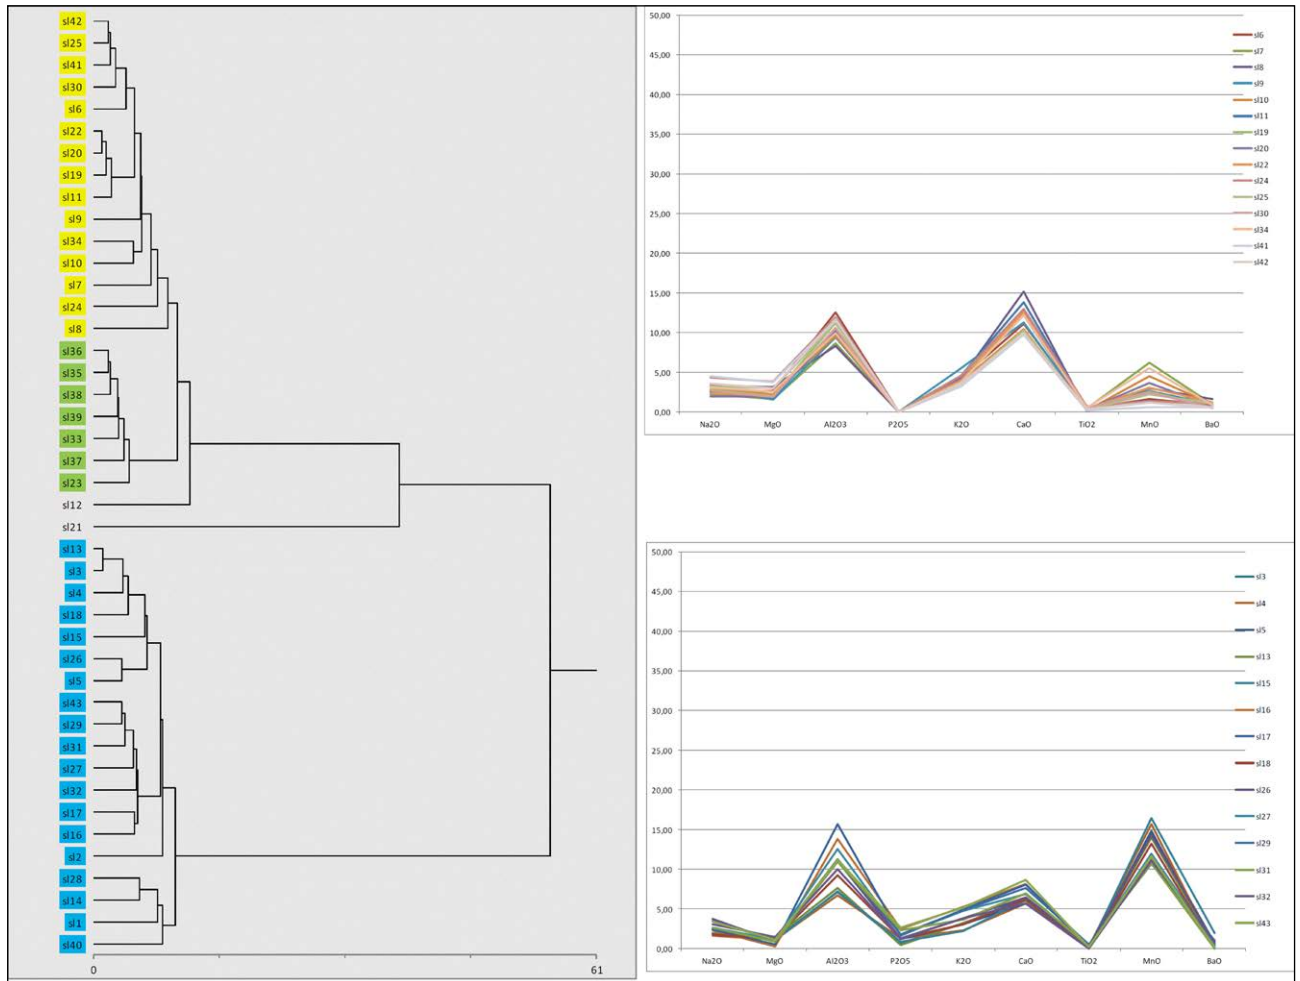 sl42
sl25
sl41
sl30
sl6
sl22
sl20
sl19
sl11
sl9
sl34
sl10
sl7
sl24
sl8
sl36
sl35
sl38
sl39
sl33
sl37
sl23
sl12
sl21
sl13
sl3
sl4
sl18
sl15
sl26
sl5
sl43
sl29
sl31
sl27
sl32
sl17
sl16
sl2
sl28
sl14
sl1
sl40
0 61
50,00
45,00
40,00
35,00
30,00
25,00
20,00
15,00
10,00
5,00
0,00
Na2O MgO Al2O3 P2O5 K2O CaO TiO2 MnO BaO
sl6
sl7
sl8
sl9
sl10
sl11
sl19
sl20
sl22
sl24
sl25
sl30
sl34
sl41
sl42
50,00
45,00
40,00
35,00
30,00
25,00
20,00
15,00
10,00
5,00
0,00
Na2O MgO Al2O3 P2O5 K2O CaO TiO2 MnO BaO
sl3
sl4
sl5
sl13
sl15
sl16
sl17
sl18
sl26
sl27
sl29
sl31
sl32
sl43